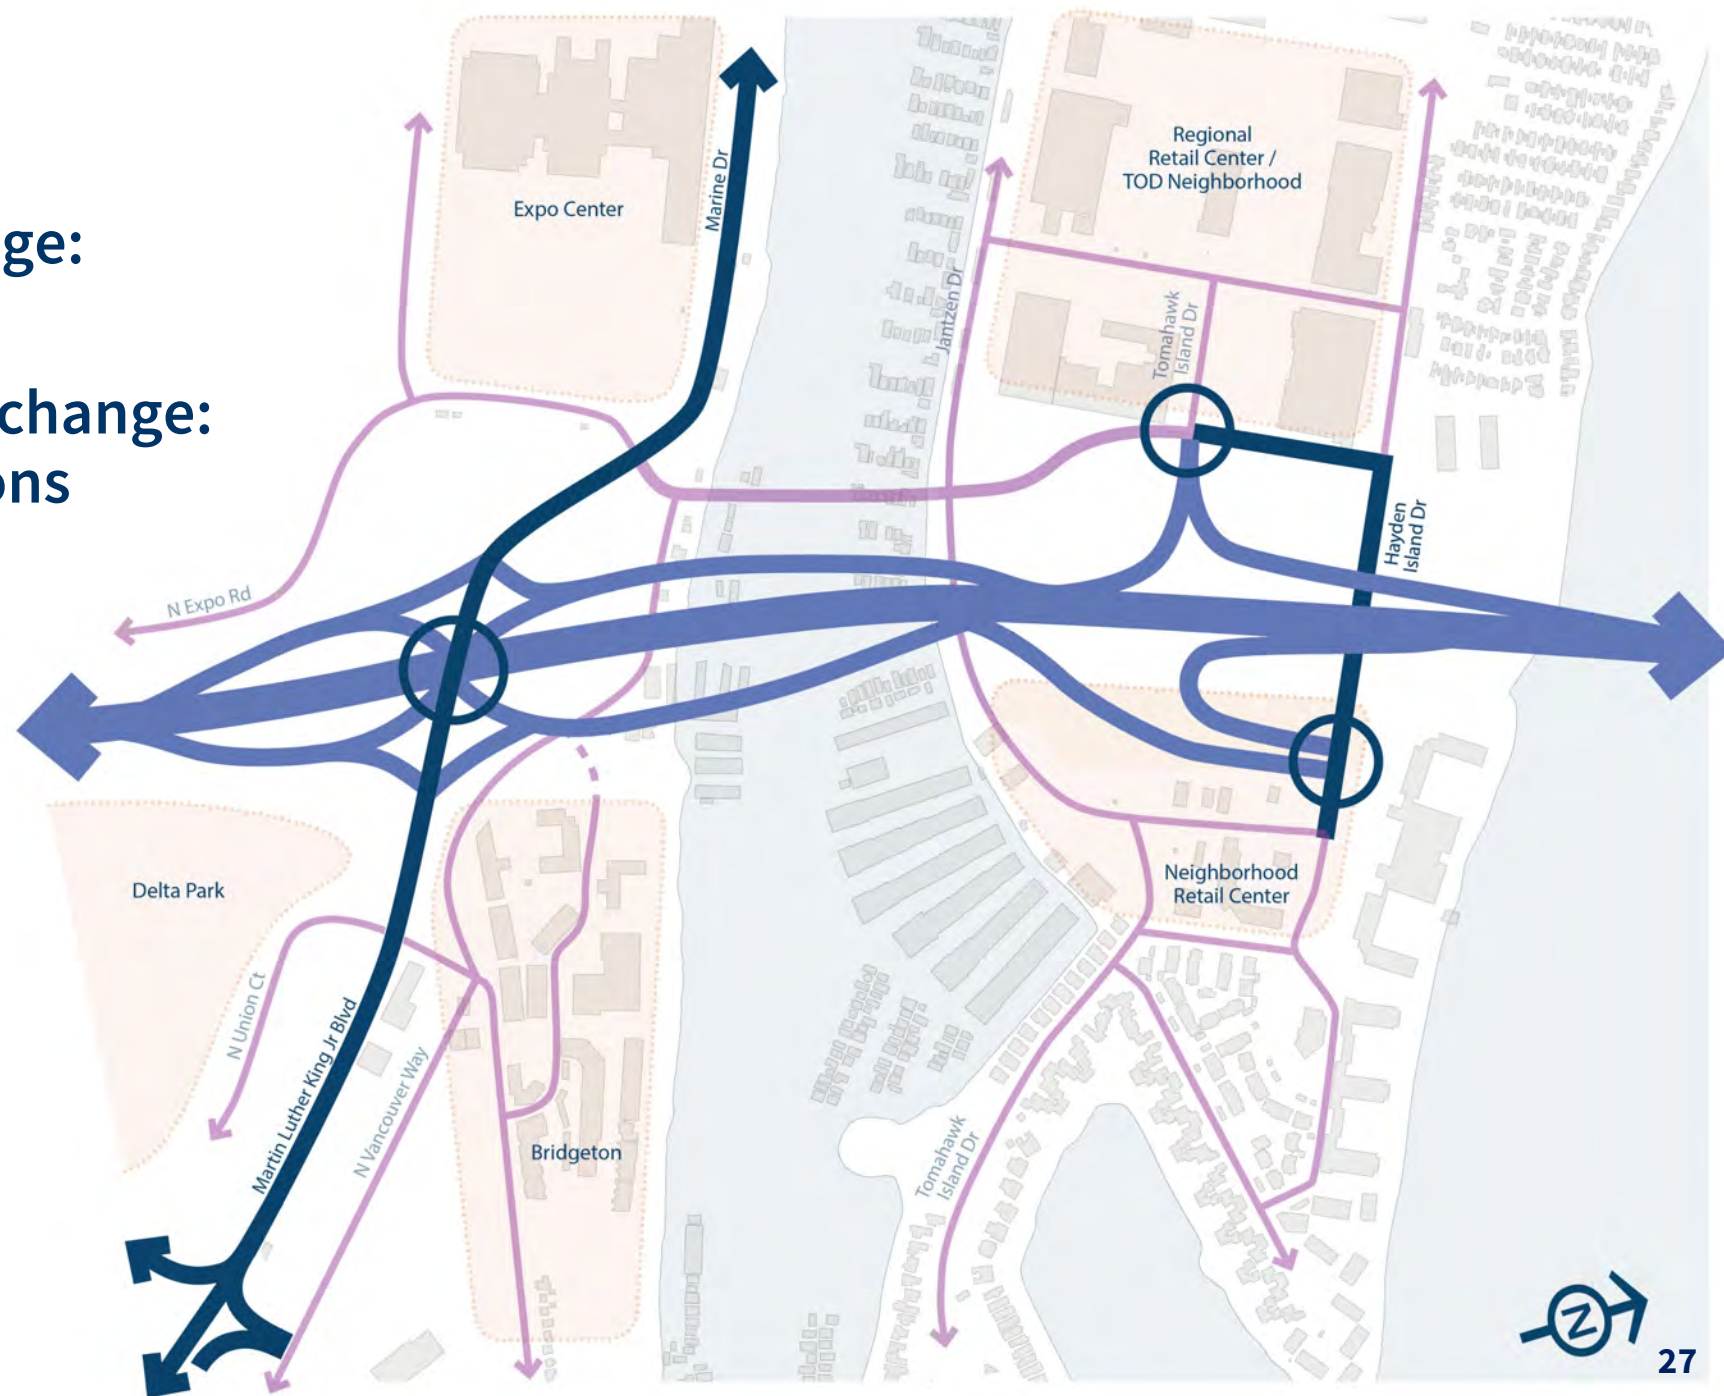 ge:
change:
ons
Expo Center
Marine Dr
Regional
Retail Center /
TOD Neighborhood
Jantzen Dr
Tomahawk
Island Dr
Hayden
Island Dr
N Expo Rd
Delta Park
N Union Ct
Martin Luther King Jr Blvd
N Vancouver Way
Bridgeton
Neighborhood
Retail Center
Tomahawk
Island Dr
N
27